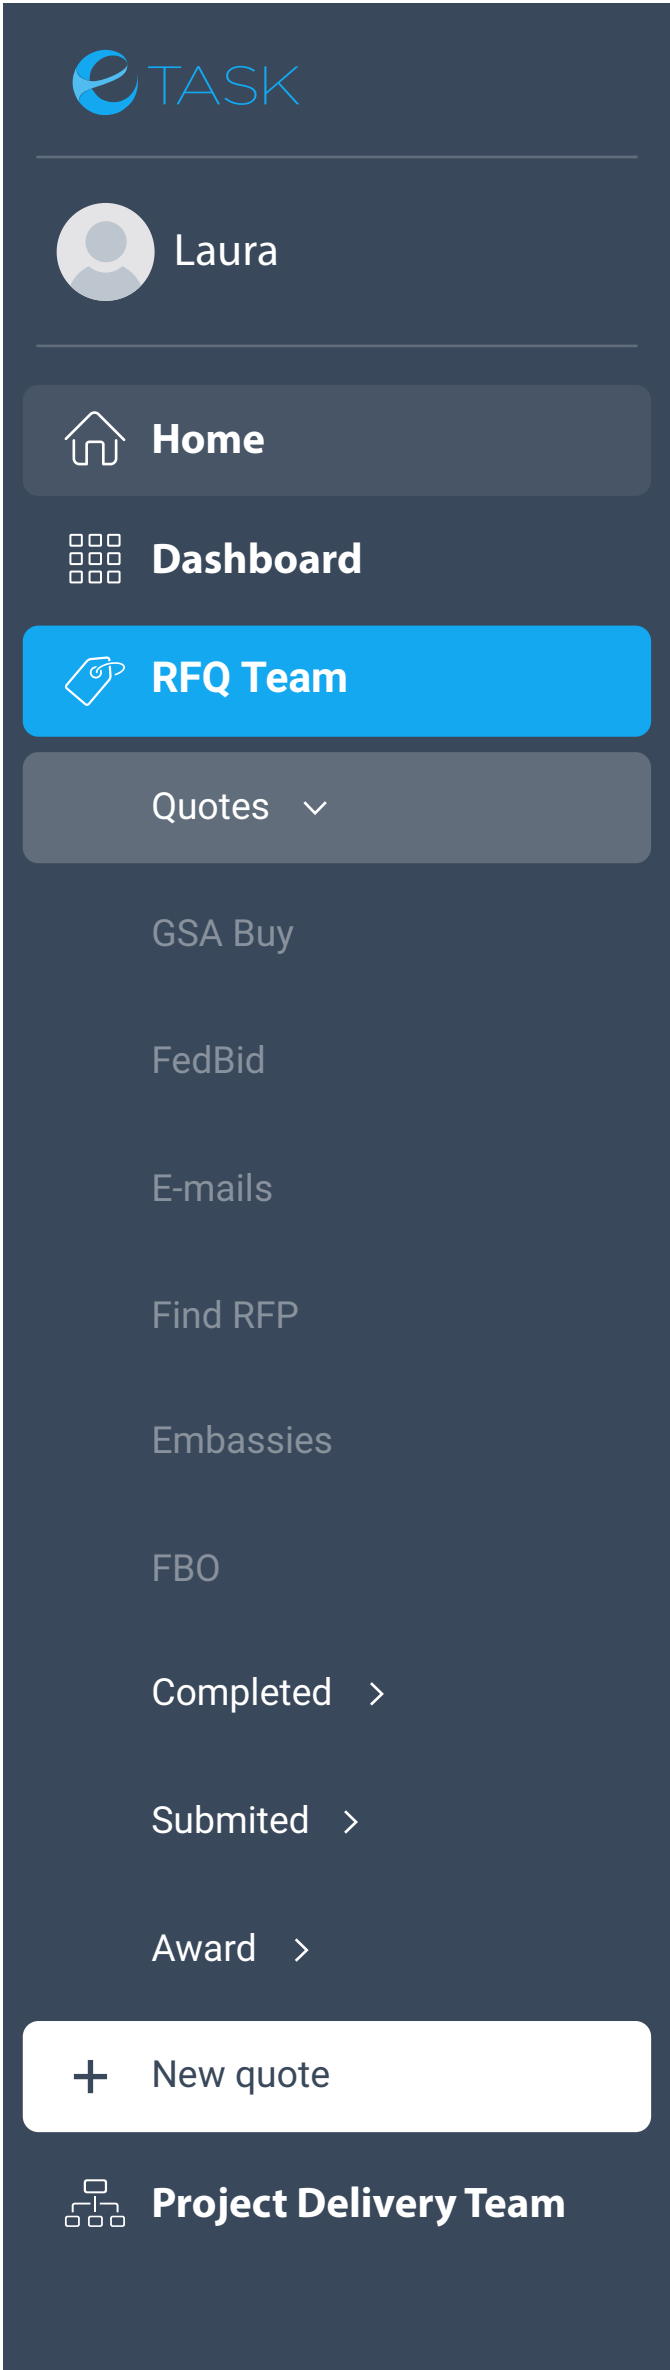 e TASK
Laura
Home
Dashboard
RFQ Team
Quotes
GSA Buy
FedBid
E-mails
Find RFP
Embassies
FBO
Completed
Submited
Award
New quote
Project Delivery Team